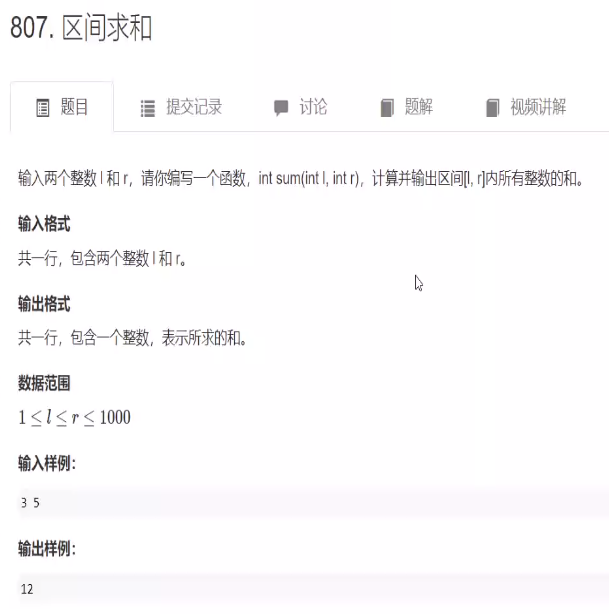 807. 区间求和
题目 提交记录 讨论 题解 视频讲解
输入两个整数 l 和 r，请你编写一个函数，int sum(int l, int r)，计算并输出区间[l, r]内所有整数的和。
输入格式
共一行，包含两个整数 l 和 r。
输出格式
共一行，包含一个整数，表示所求的和。
数据范围
1 ≤ l ≤ r ≤ 1000
输入样例：
3 5
输出样例：
12